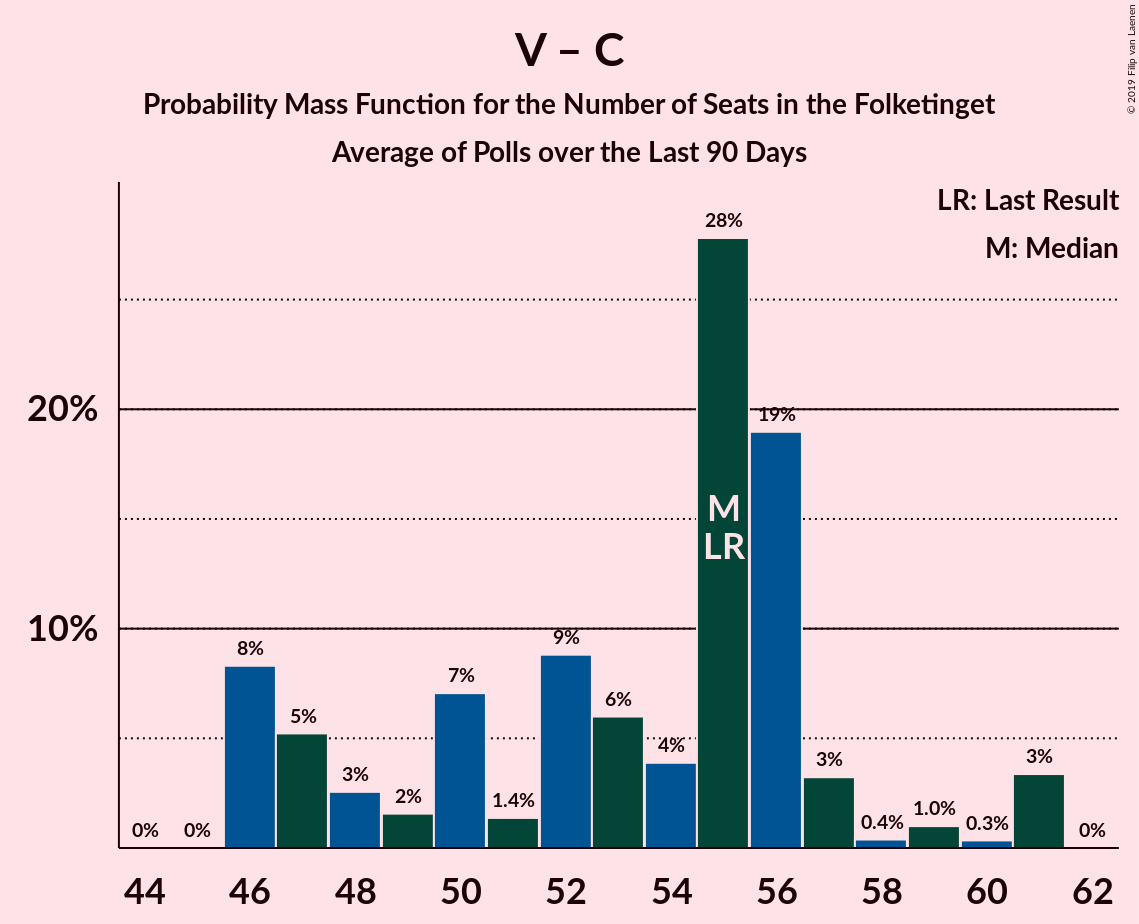 V – C
Probability Mass Function for the Number of Seats in the Folketinget
Average of Polls over the Last 90 Days
© 2019 Filip van Laenen
LR: Last Result
M: Median
20%
10%
0%
0%
8%
5%
3%
2%
7%
1.4%
9%
6%
4%
28%
19%
3%
0.4%
1.0%
0.3%
3%
0%
M
LR
44 46 48 50 52 54 56 58 60 62